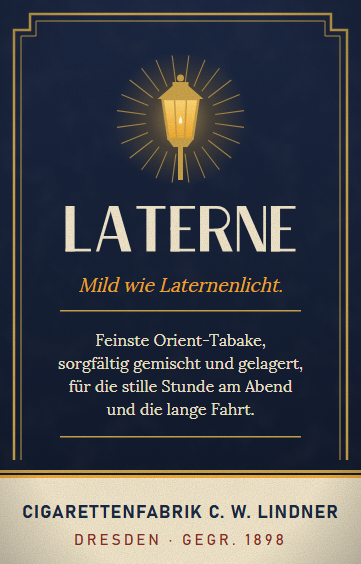 LATERNE
Mild wie Laternenlicht.
Feinste Orient-Tabake,
sorgfältig gemischt und gelagert,
für die stille Stunde am Abend
und die lange Fahrt.
CIGARETTENFABRIK C. W. LINDNER
DRESDEN · GEGR. 1898